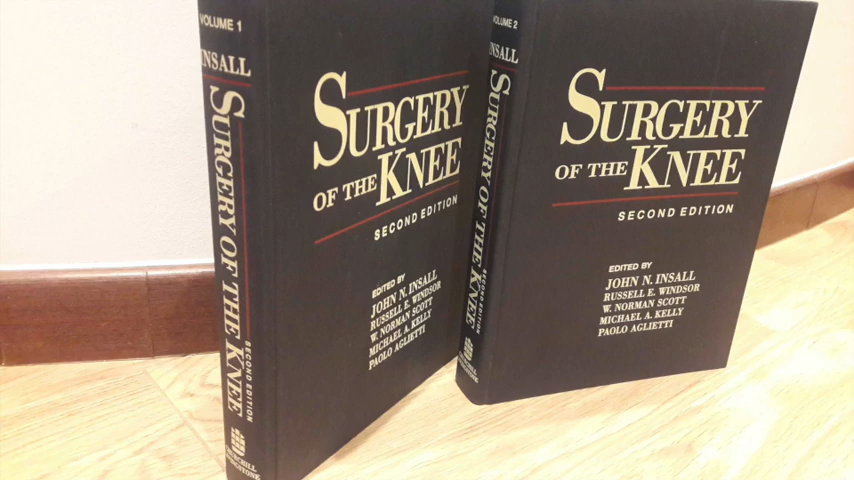 VOLUME 1
INSALL
SURGERY OF THE KNEE
SECOND EDITION
CHURCHILL
LIVINGSTONE
SURGERY
OF THE KNEE
SECOND EDITION
EDITED BY
JOHN N. INSALL
RUSSELL E. WINDSOR
W. NORMAN SCOTT
MICHAEL A. KELLY
PAOLO AGLIETTI
VOLUME 2
INSALL
SURGERY OF THE KNEE
SECOND EDITION
CHURCHILL
LIVINGSTONE
SURGERY
OF THE KNEE
SECOND EDITION
EDITED BY
JOHN N. INSALL
RUSSELL E. WINDSOR
W. NORMAN SCOTT
MICHAEL A. KELLY
PAOLO AGLIETTI